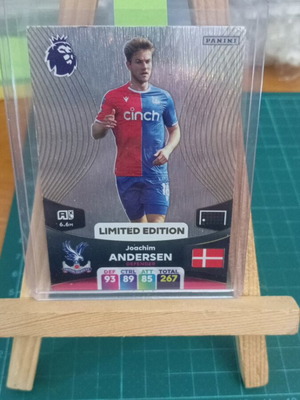 PANINI
cinch
6.6M
LIMITED EDITION
Joachim
ANDERSEN
DEFENDER
DEF CTRL ATT TOTAL
93 89 85 267